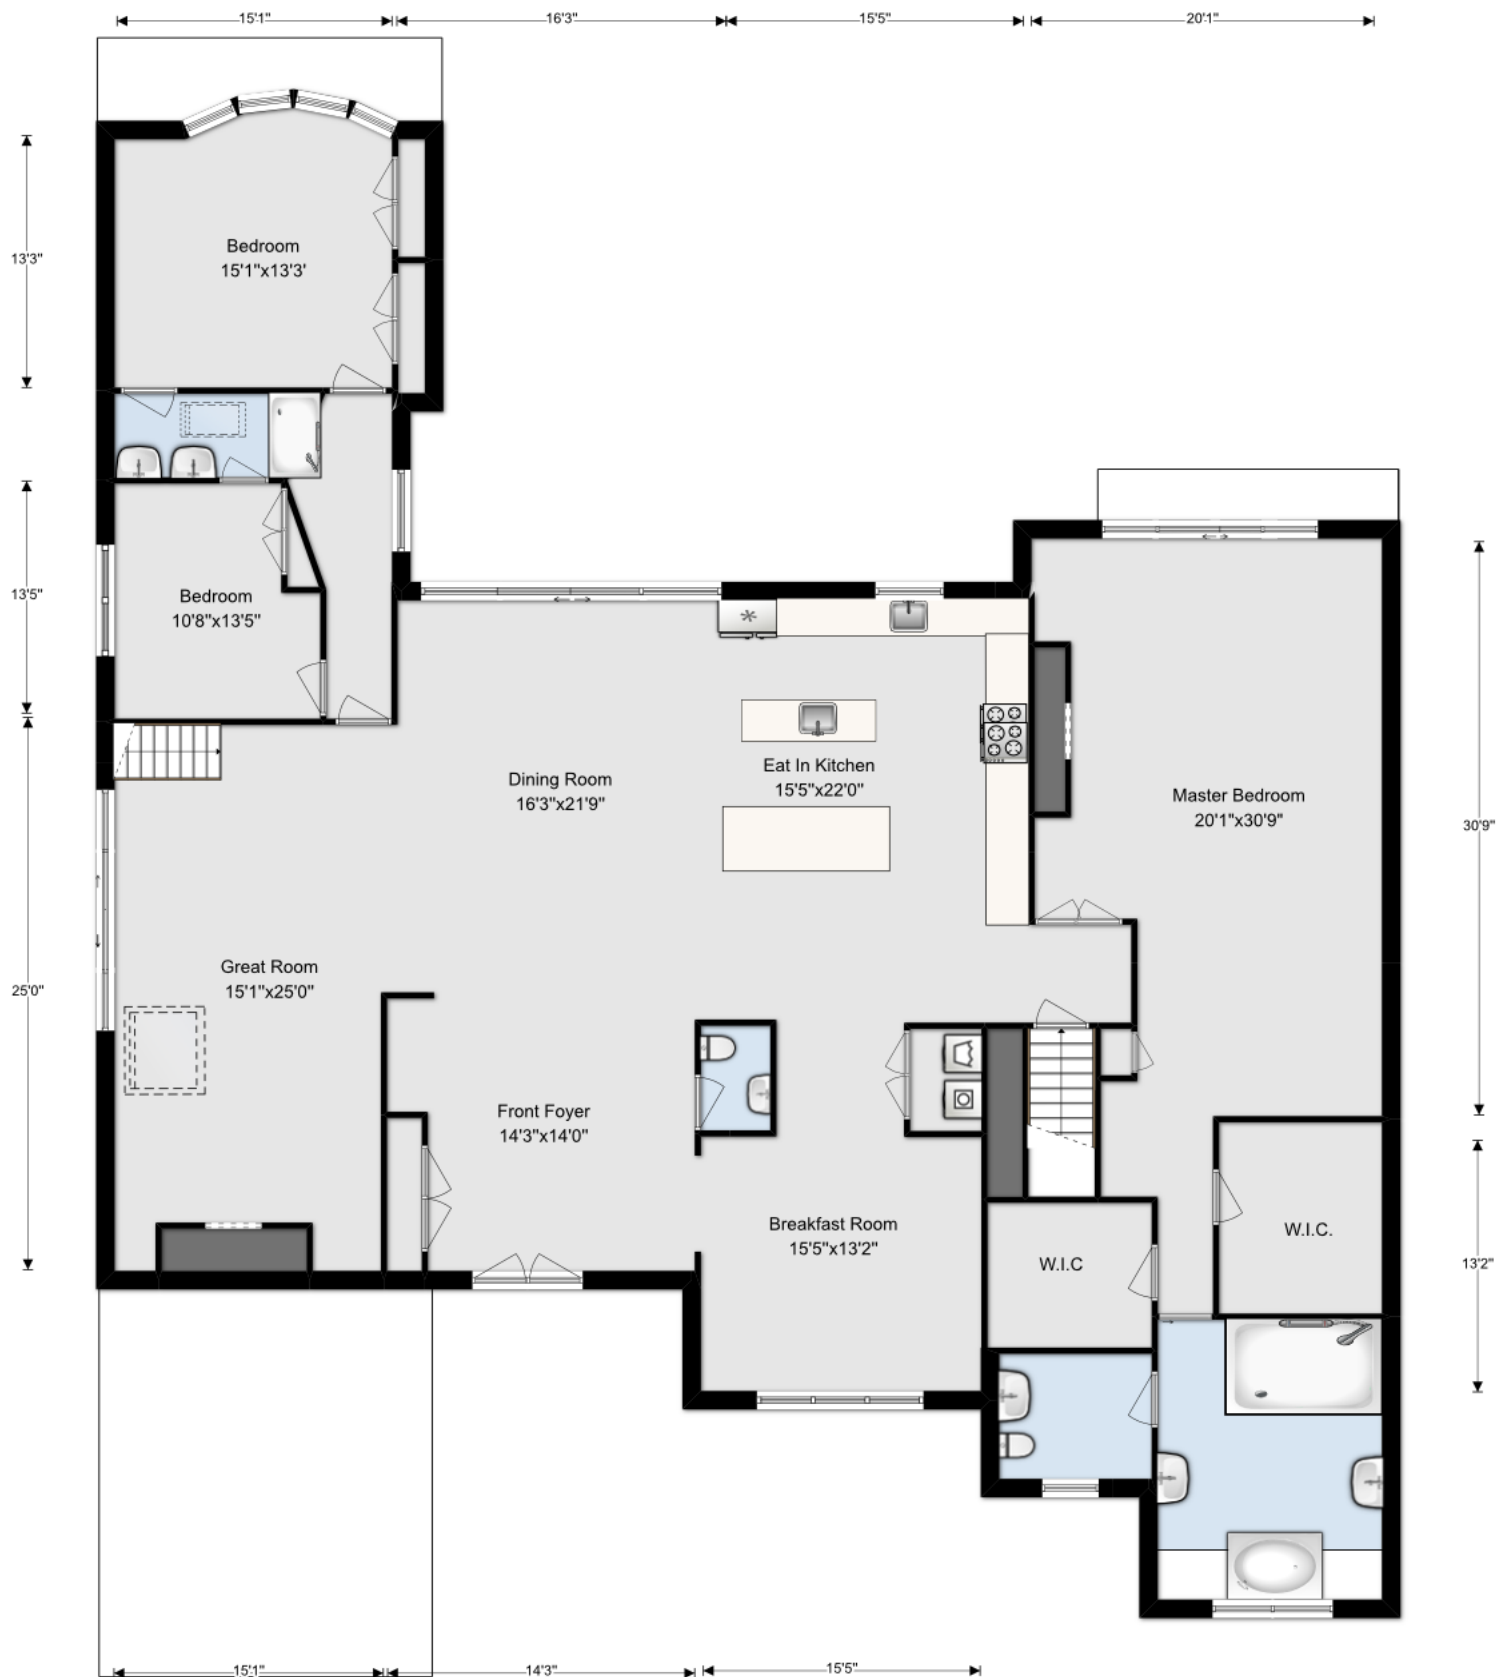 15'1"
16'3"
15'5"
20'1"
13'3"
Bedroom
15'1"x13'3'
13'5"
Bedroom
10'8"x13'5"
Dining Room
16'3"x21'9"
Eat In Kitchen
15'5"x22'0"
Master Bedroom
20'1"x30'9"
30'9"
25'0"
Great Room
15'1"x25'0"
Front Foyer
14'3"x14'0"
Breakfast Room
15'5"x13'2"
W.I.C
W.I.C.
13'2"
15'1"
14'3"
15'5"